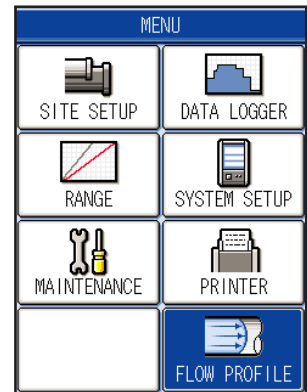 MENU
SITE SETUP
DATA LOGGER
RANGE
SYSTEM SETUP
MAINTENANCE
PRINTER
FLOW PROFILE